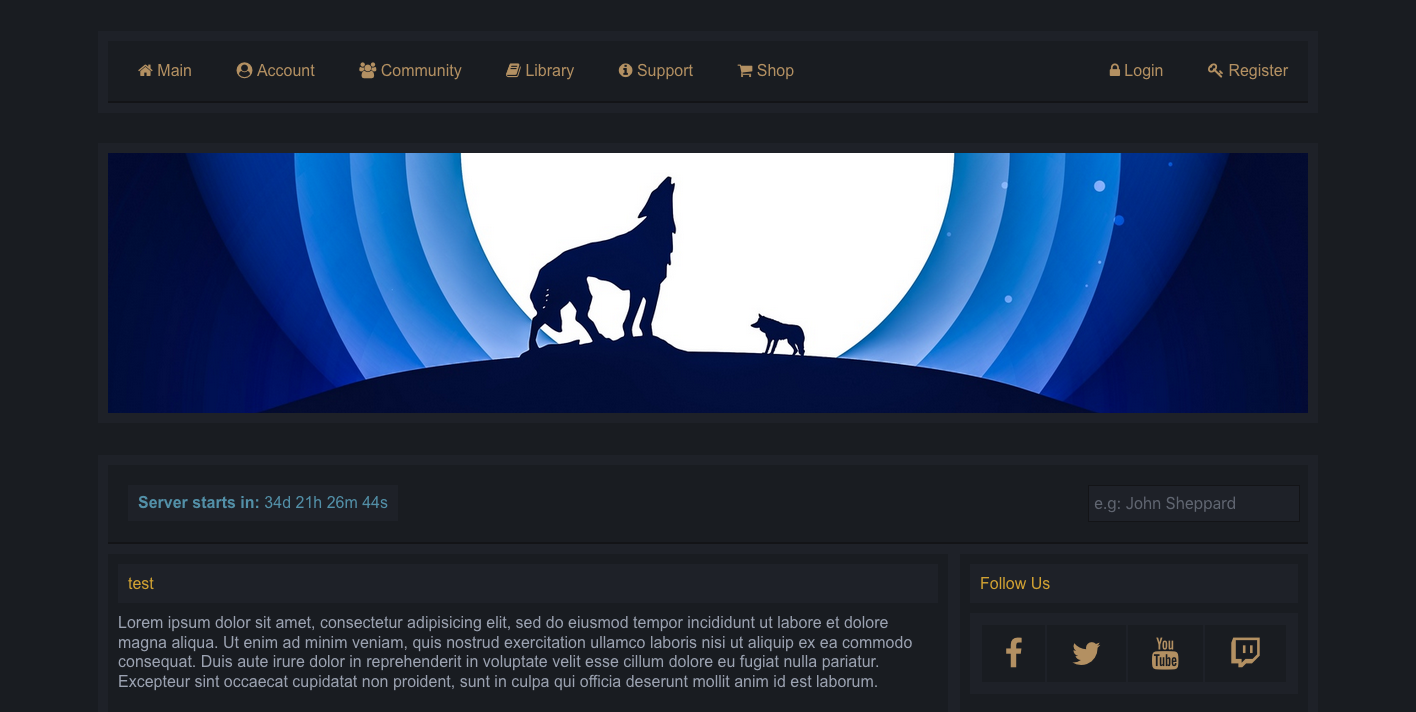 Main Account Community Library Support Shop Login Register
Server starts in: 34d 21h 26m 44s
e.g: John Sheppard
test
Lorem ipsum dolor sit amet, consectetur adipisicing elit, sed do eiusmod tempor incididunt ut labore et dolore
magna aliqua. Ut enim ad minim veniam, quis nostrud exercitation ullamco laboris nisi ut aliquip ex ea commodo
consequat. Duis aute irure dolor in reprehenderit in voluptate velit esse cillum dolore eu fugiat nulla pariatur.
Excepteur sint occaecat cupidatat non proident, sunt in culpa qui officia deserunt mollit anim id est laborum.
Follow Us
You
Tube